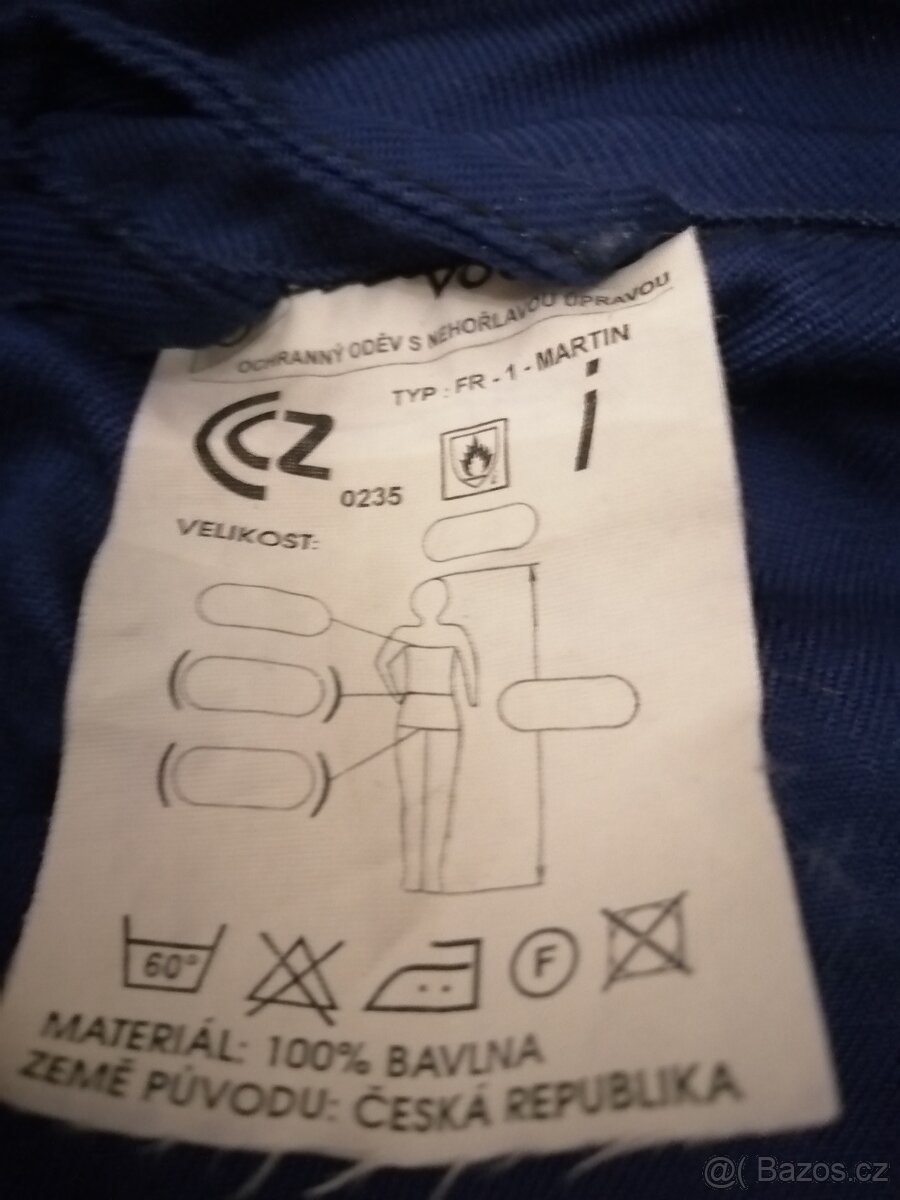 OCHRANNÝ ODĚV S NEHOŘLAVOU ÚPRAVOU
TYP : FR - 1 - MARTIN
CCZ
0235
i
VELIKOST:
60°
F
MATERIÁL: 100% BAVLNA
ZEMĚ PŮVODU: ČESKÁ REPUBLIKA
@( Bazos.cz